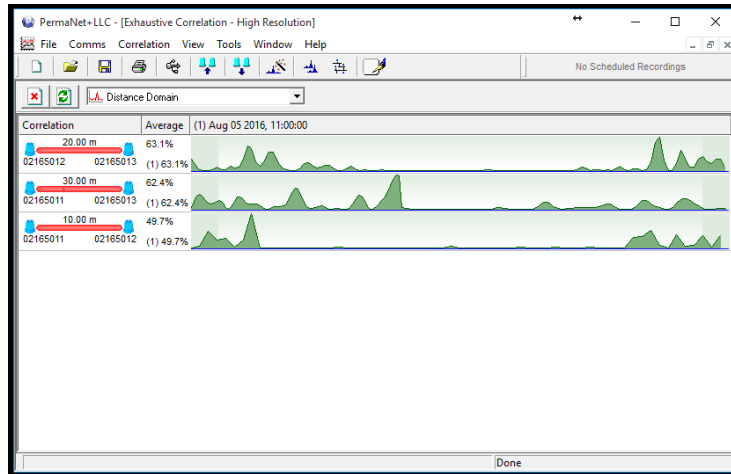 PermaNet+LLC - [Exhaustive Correlation - High Resolution]
File Comms Correlation View Tools Window Help
No Scheduled Recordings
Distance Domain
Correlation Average (1) Aug 05 2016, 11:00:00
20.00 m 63.1%
02165012 02165013 (1) 63.1%
30.00 m 62.4%
02165011 02165013 (1) 62.4%
10.00 m 49.7%
02165011 02165012 (1) 49.7%
Done